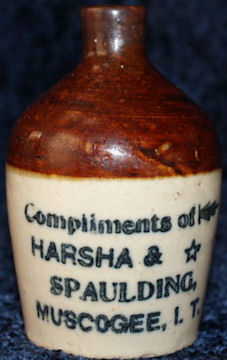 Compliments of
HARSHA & ☆
SPAULDING,
MUSCOGEE, I. T.